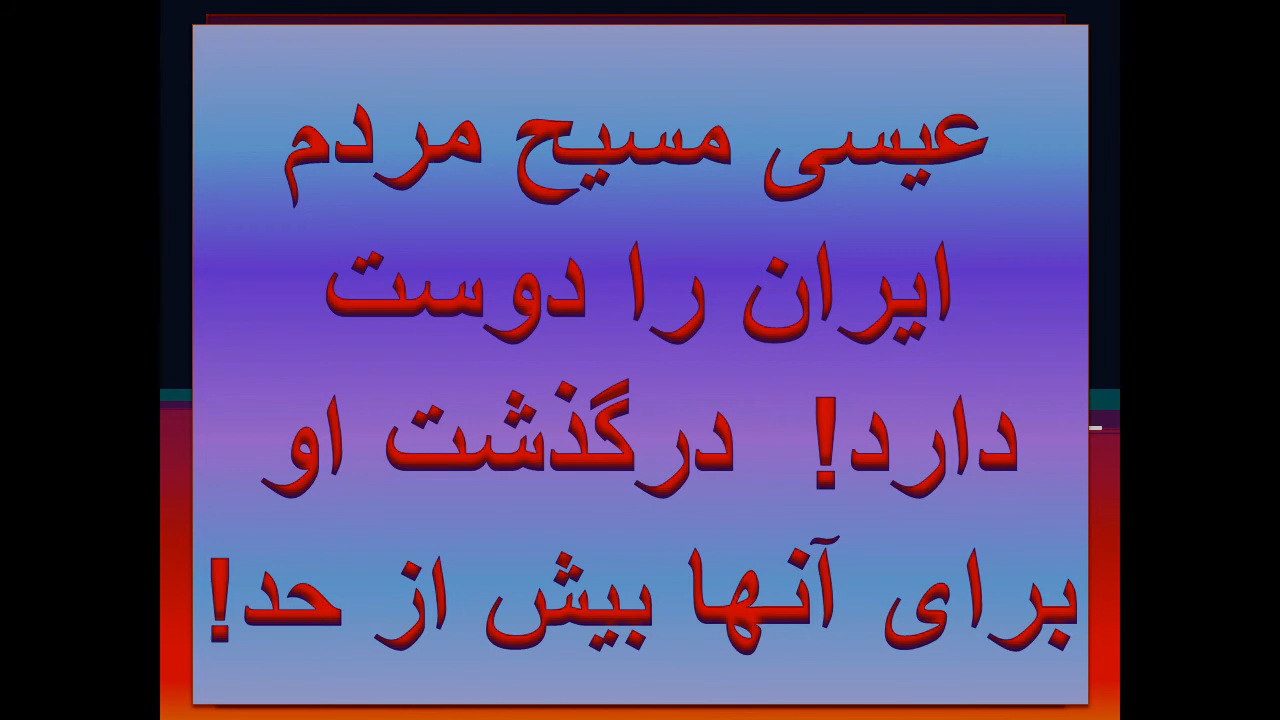 عیسی مسیح مردم
ایران را دوست
دارد! درگذشت او
برای آنها بیش از حد!